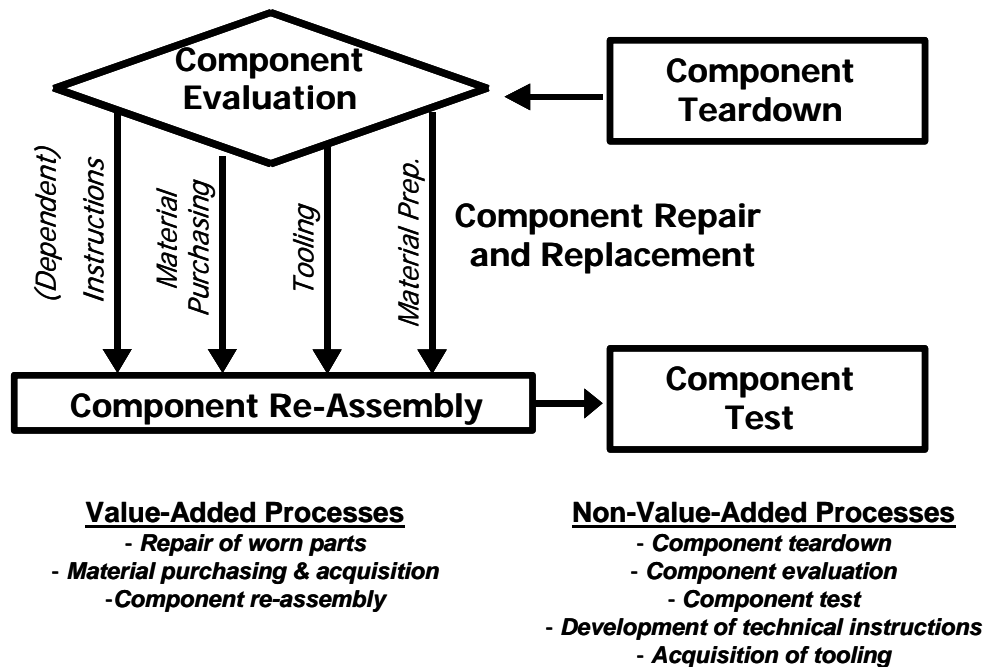 Component
Evaluation
Component
Teardown
(Dependent)
Instructions
Material
Purchasing
Tooling
Material Prep.
Component Repair
and Replacement
Component Re-Assembly
Component
Test
Value-Added Processes
- Repair of worn parts
- Material purchasing & acquisition
-Component re-assembly
Non-Value-Added Processes
- Component teardown
- Component evaluation
- Component test
- Development of technical instructions
- Acquisition of tooling